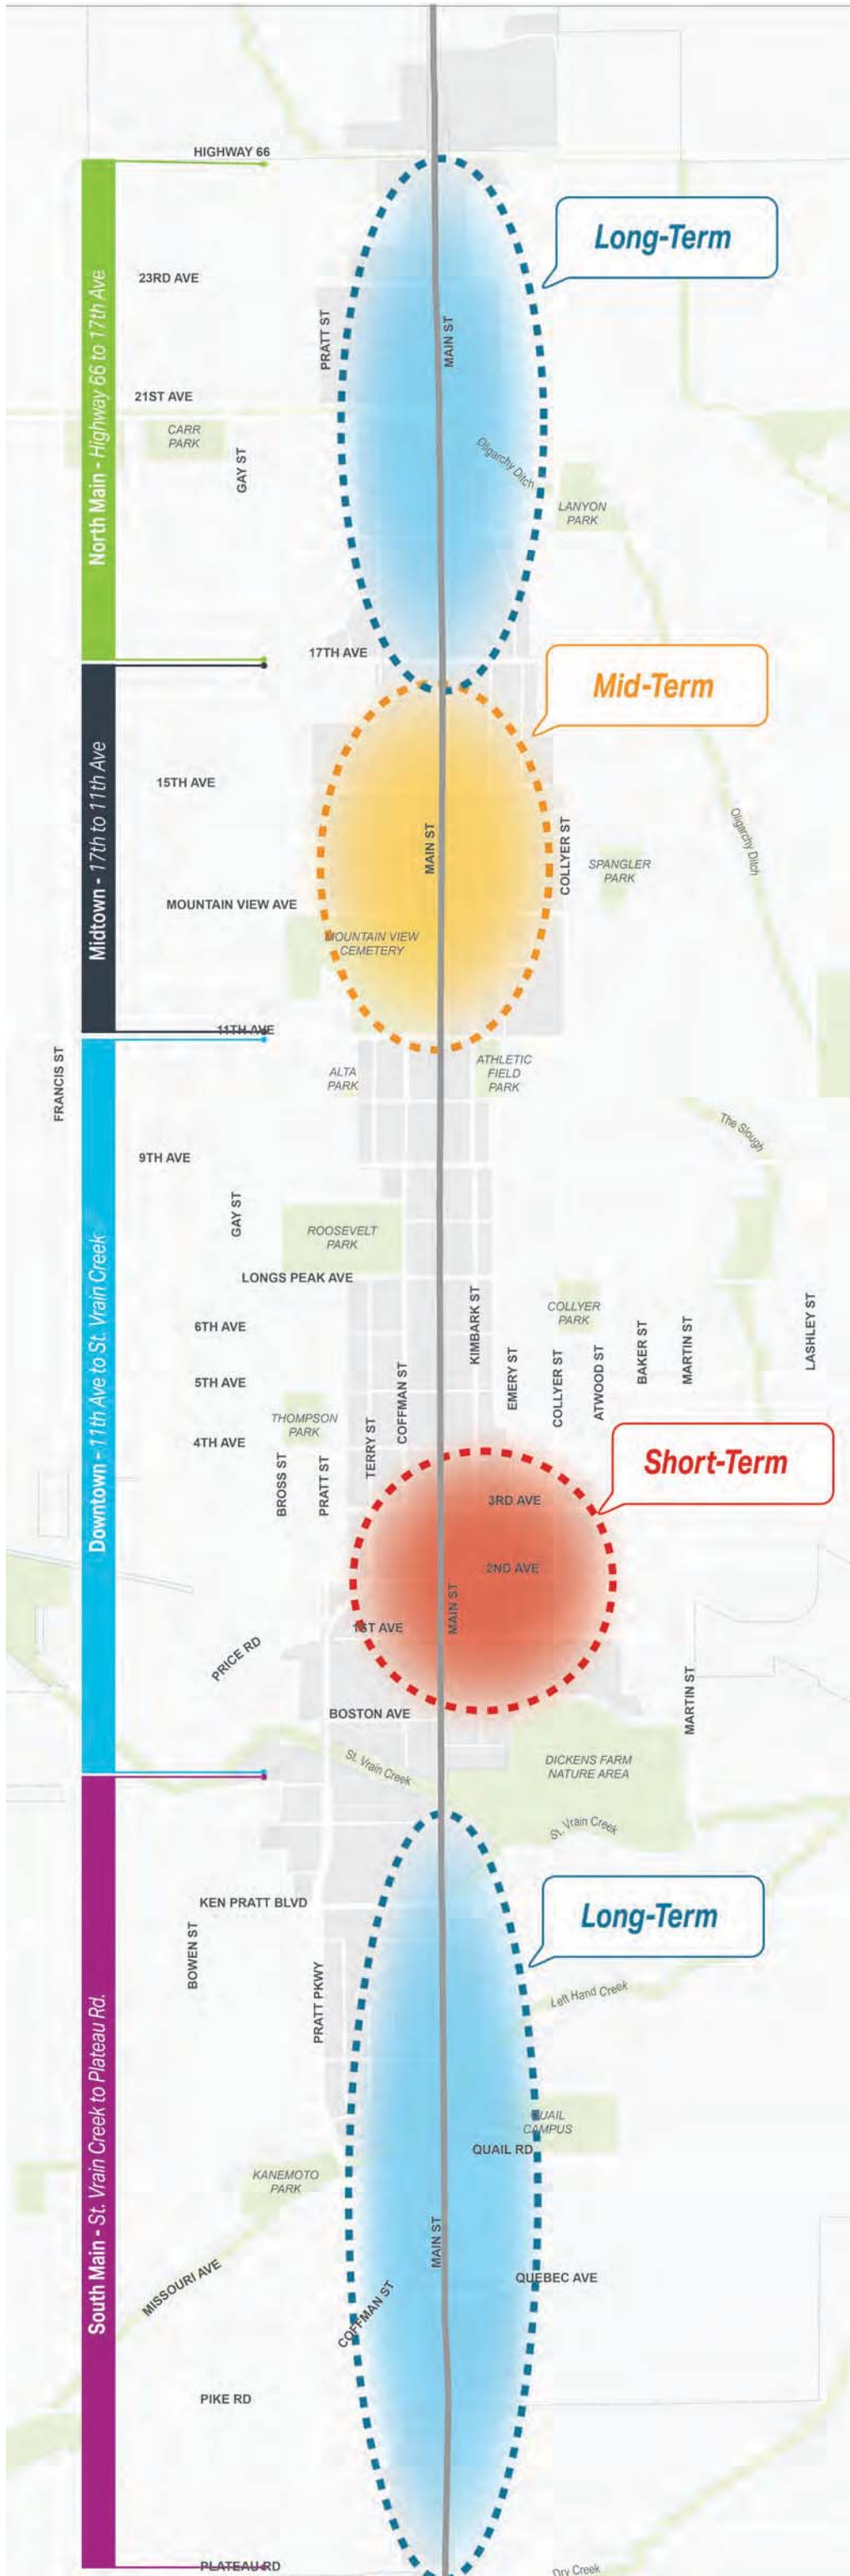 HIGHWAY 66
Long-Term
23RD AVE
PRATT ST
MAIN ST
North Main - Highway 66 to 17th Ave
21ST AVE
CARR
PARK
GAY ST
Oligarchy Ditch
LANYON
PARK
17TH AVE
Mid-Term
Midtown - 17th to 11th Ave
15TH AVE
MAIN ST
COLLYER ST
SPANGLER
PARK
Oligarchy Ditch
MOUNTAIN VIEW AVE
MOUNTAIN VIEW
CEMETERY
11TH AVE
FRANCIS ST
ALTA
PARK
ATHLETIC
FIELD
PARK
The Slough
9TH AVE
GAY ST
ROOSEVELT
PARK
LONGS PEAK AVE
Downtown - 11th Ave to St. Vrain Creek
6TH AVE
KIMBARK ST
COLLYER
PARK
5TH AVE
COFFMAN ST
EMERY ST
COLLYER ST
ATWOOD ST
BAKER ST
MARTIN ST
LASHLEY ST
THOMPSON
PARK
4TH AVE
BROSS ST
PRATT ST
TERRY ST
Short-Term
3RD AVE
2ND AVE
MAIN ST
1ST AVE
PRICE RD
MARTIN ST
BOSTON AVE
St. Vrain Creek
DICKENS FARM
NATURE AREA
St. Vrain Creek
KEN PRATT BLVD
Long-Term
BOWEN ST
PRATT PKWY
Left Hand Creek
South Main - St. Vrain Creek to Plateau Rd.
QUAIL
CAMPUS
QUAIL RD
KANEMOTO
PARK
MAIN ST
MISSOURI AVE
QUEBEC AVE
COFFMAN ST
PIKE RD
PLATEAU RD
Dry Creek